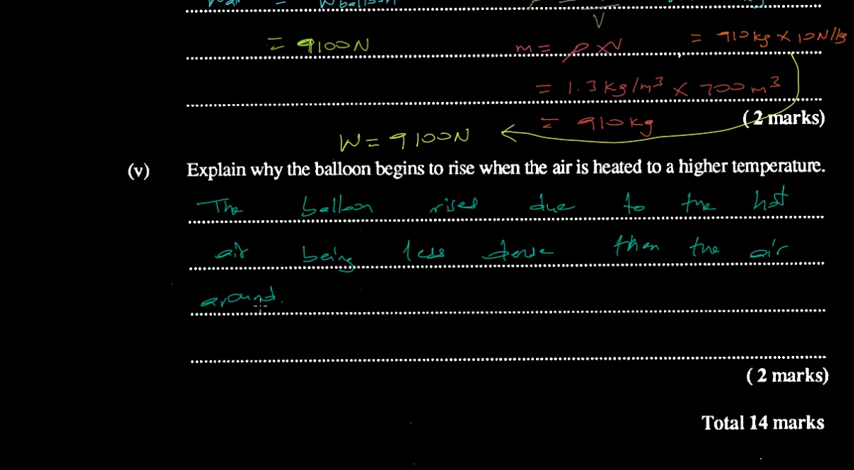 = 9100N
V
m = ρ x V
= 910kg x 10N/kg
= 1.3kg/m³ x 700m³
= 910kg
(2 marks)
W = 9100N
(v) Explain why the balloon begins to rise when the air is heated to a higher temperature.
The balloon rises due to the hot
air being less dense than the air
around.
( 2 marks)
Total 14 marks